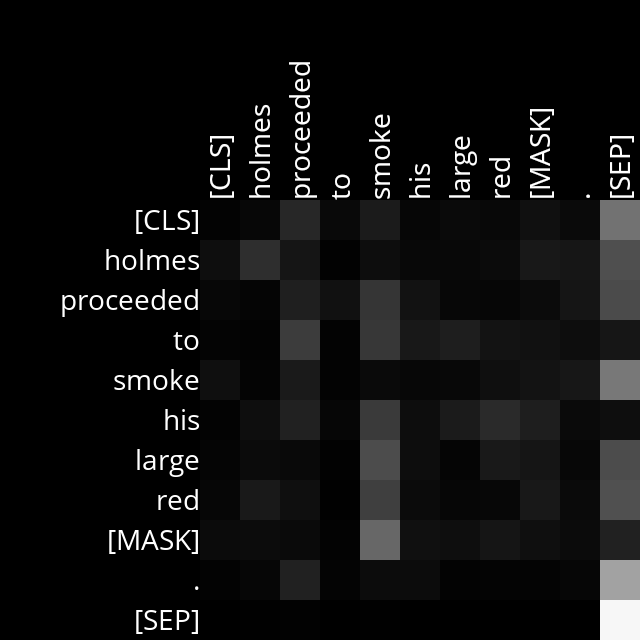 [CLS] holmes proceeded to smoke his large red [MASK] . [SEP]
[CLS]
holmes
proceeded
to
smoke
his
large
red
[MASK]
.
[SEP]